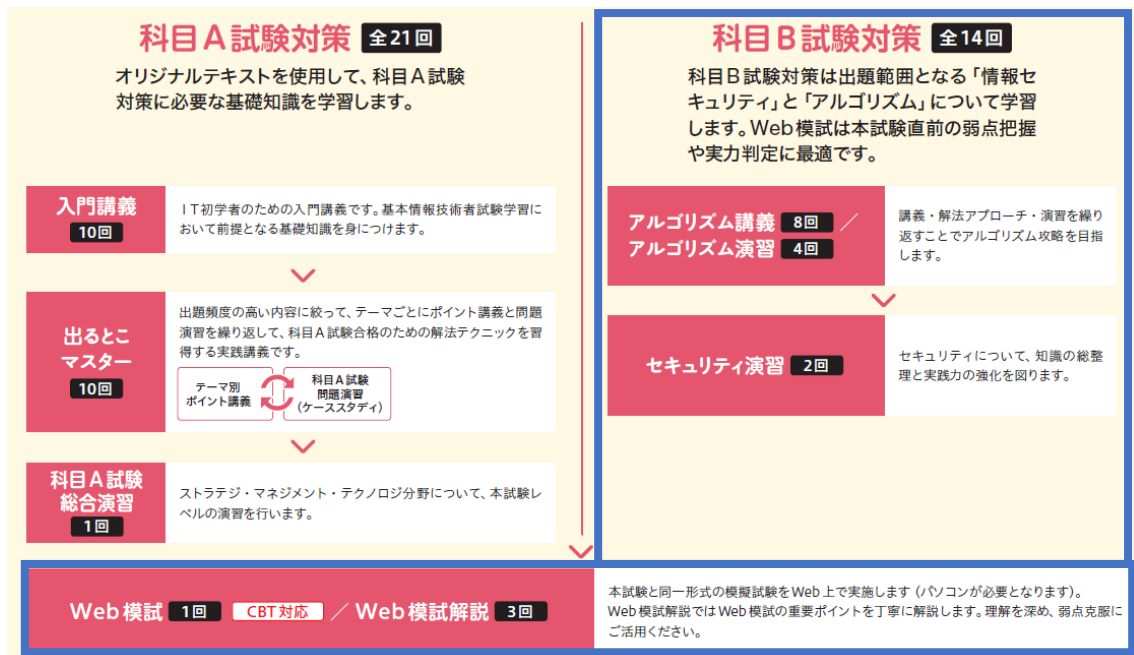 科目A試験対策 全21回
オリジナルテキストを使用して、科目A試験
対策に必要な基礎知識を学習します。
入門講義
10回
IT初学者のための入門講義です。基本情報技術者試験学習に
おいて前提となる基礎知識を身につけます。
出るとこ
マスター
10回
出題頻度の高い内容に絞って、テーマごとにポイント講義と問題
演習を繰り返して、科目A試験合格のための解法テクニックを習
得する実践講義です。
テーマ別
ポイント講義
科目A試験
問題演習
(ケーススタディ)
科目A試験
総合演習
1回
ストラテジ・マネジメント・テクノロジ分野について、本試験レ
ベルの演習を行います。
科目B試験対策 全14回
科目B試験対策は出題範囲となる「情報セ
キュリティ」と「アルゴリズム」について学習
します。Web模試は本試験直前の弱点把握
や実力判定に最適です。
アルゴリズム講義 8回 /
アルゴリズム演習 4回
講義・解法アプローチ・演習を繰り
返すことでアルゴリズム攻略を目指
します。
セキュリティ演習 2回
セキュリティについて、知識の総整
理と実践力の強化を図ります。
Web模試 1回 CBT対応 / Web模試解説 3回
本試験と同一形式の模擬試験をWeb上で実施します(パソコンが必要となります)。
Web模試解説ではWeb模試の重要ポイントを丁寧に解説します。理解を深め、弱点克服に
ご活用ください。